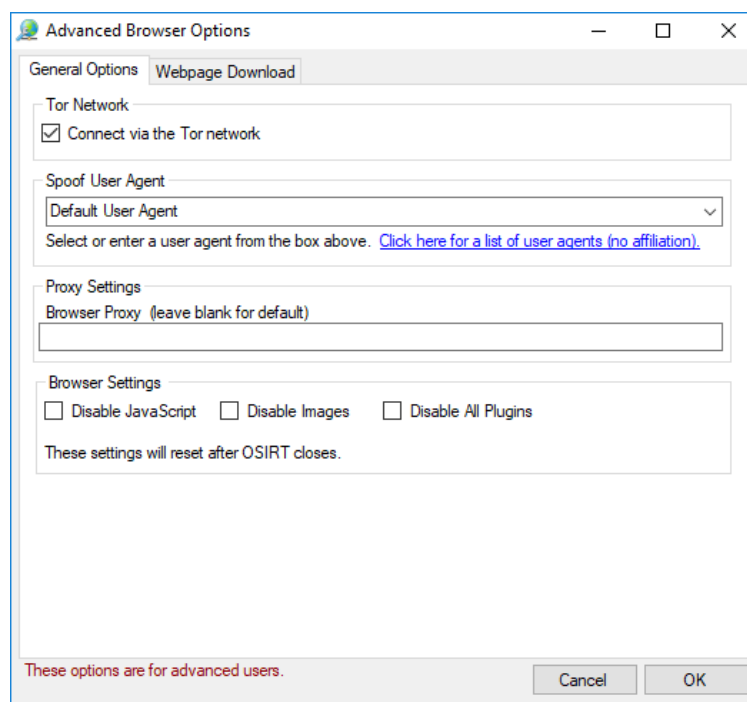 Advanced Browser Options
General Options Webpage Download
Tor Network
Connect via the Tor network
Spoof User Agent
Default User Agent
Select or enter a user agent from the box above. Click here for a list of user agents (no affiliation).
Proxy Settings
Browser Proxy (leave blank for default)
Browser Settings
Disable JavaScript Disable Images Disable All Plugins
These settings will reset after OSIRT closes.
These options are for advanced users.
Cancel OK